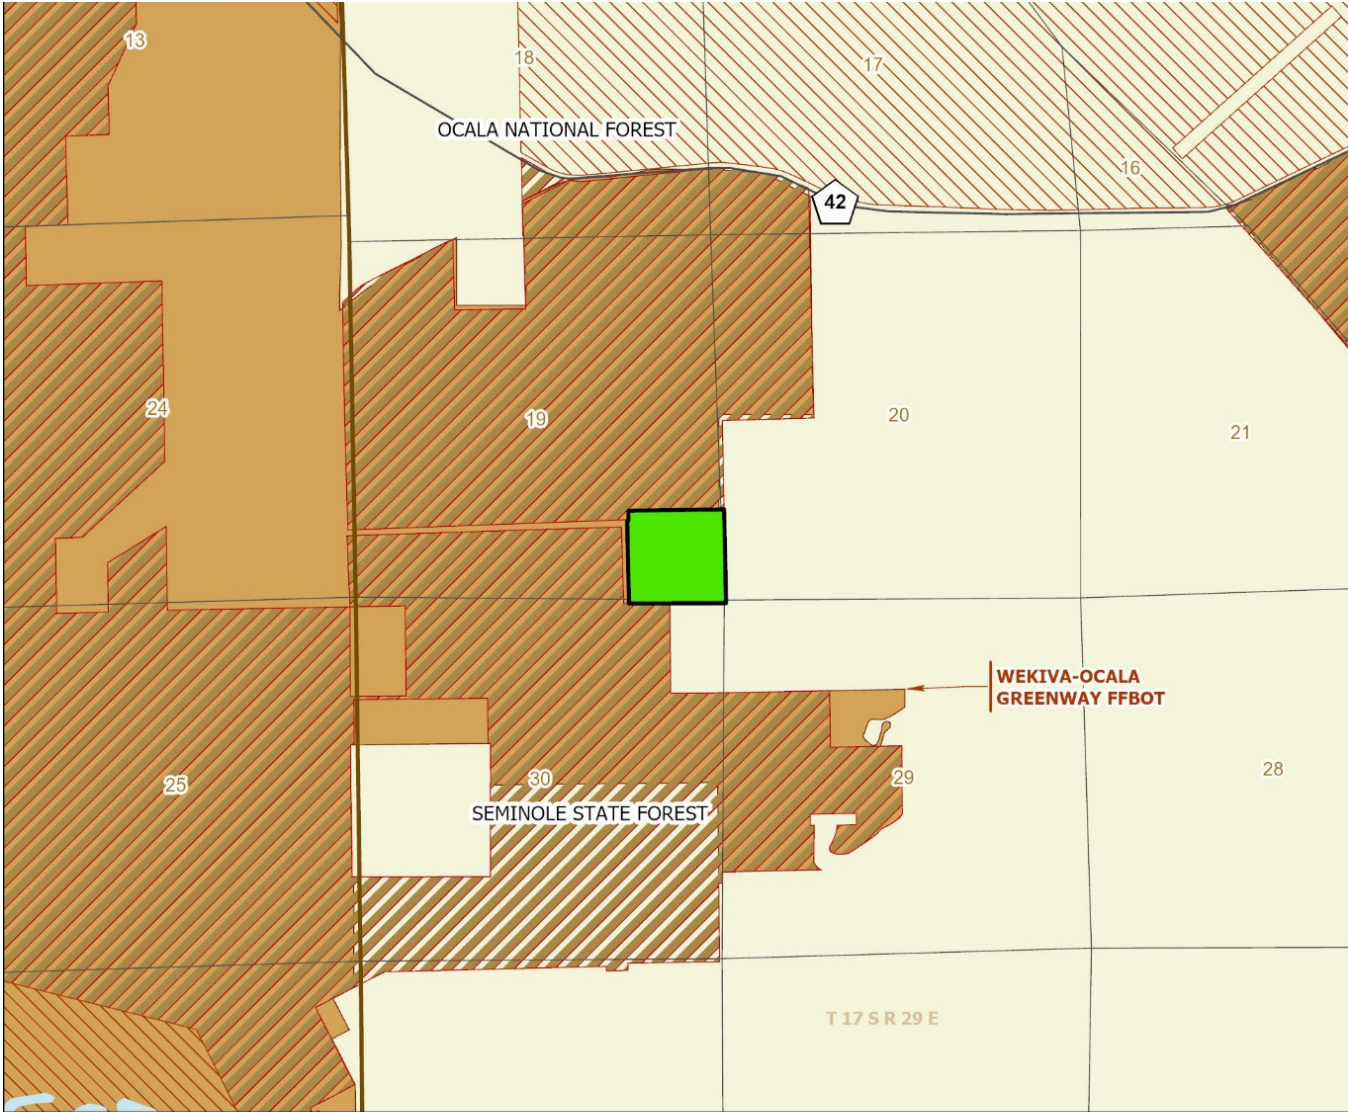 13
18
17
OCALA NATIONAL FOREST
16
42
24
19
20
21
WEKIVA-OCALA
GREENWAY FFBOT
25
30
29
28
SEMINOLE STATE FOREST
T 17 S R 29 E